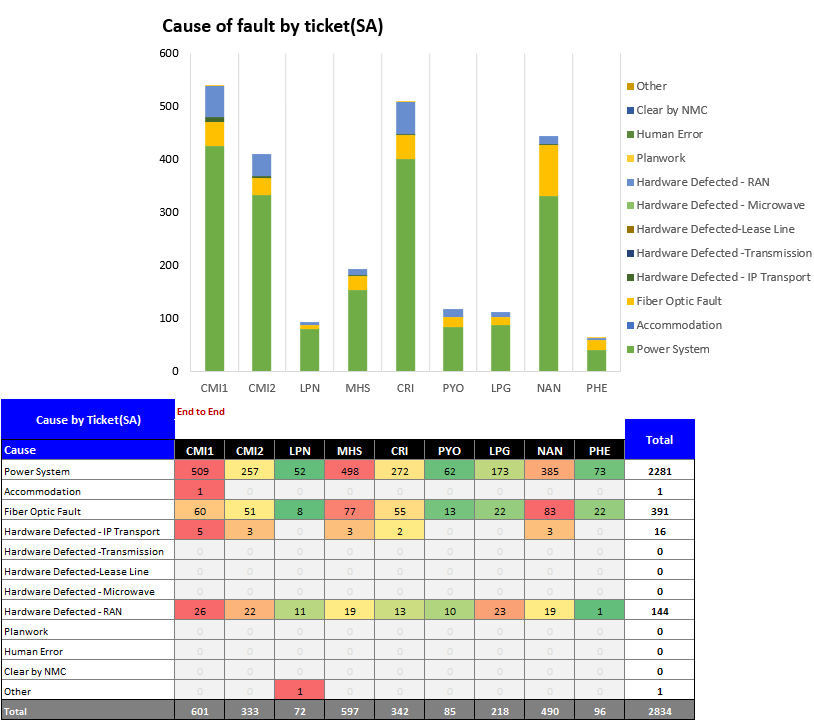 Cause of fault by ticket(SA)
600
500
400
300
200
100
0
CMI1 CMI2 LPN MHS CRI PYO LPG NAN PHE
Other
Clear by NMC
Human Error
Planwork
Hardware Defected - RAN
Hardware Defected - Microwave
Hardware Defected-Lease Line
Hardware Defected -Transmission
Hardware Defected - IP Transport
Fiber Optic Fault
Accommodation
Power System
Cause by Ticket(SA) End to End
Cause CMI1 CMI2 LPN MHS CRI PYO LPG NAN PHE Total
Power System 509 257 52 498 272 62 173 385 73 2281
Accommodation 1 0 0 0 0 0 0 0 0 1
Fiber Optic Fault 60 51 8 77 55 13 22 83 22 391
Hardware Defected - IP Transport 5 3 0 3 2 0 0 3 0 16
Hardware Defected -Transmission 0 0 0 0 0 0 0 0 0 0
Hardware Defected-Lease Line 0 0 0 0 0 0 0 0 0 0
Hardware Defected - Microwave 0 0 0 0 0 0 0 0 0 0
Hardware Defected - RAN 26 22 11 19 13 10 23 19 1 144
Planwork 0 0 0 0 0 0 0 0 0 0
Human Error 0 0 0 0 0 0 0 0 0 0
Clear by NMC 0 0 0 0 0 0 0 0 0 0
Other 0 0 1 0 0 0 0 0 0 1
Total 601 333 72 597 342 85 218 490 96 2834